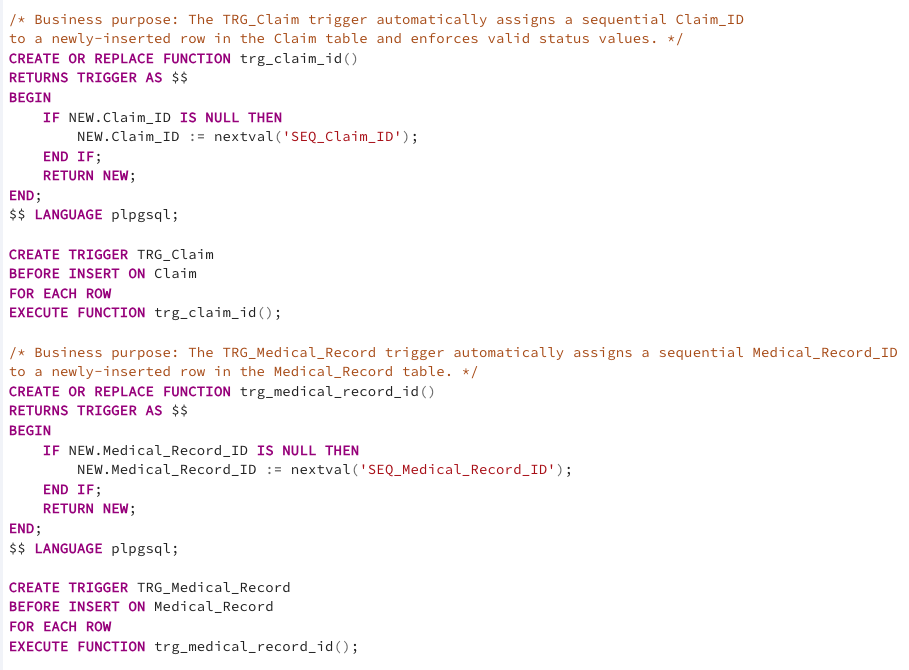 /* Business purpose: The TRG_Claim trigger automatically assigns a sequential Claim_ID
to a newly-inserted row in the Claim table and enforces valid status values. */
CREATE OR REPLACE FUNCTION trg_claim_id()
RETURNS TRIGGER AS $$
BEGIN
    IF NEW.Claim_ID IS NULL THEN
        NEW.Claim_ID := nextval('SEQ_Claim_ID');
    END IF;
    RETURN NEW;
END;
$$ LANGUAGE plpgsql;

CREATE TRIGGER TRG_Claim
BEFORE INSERT ON Claim
FOR EACH ROW
EXECUTE FUNCTION trg_claim_id();

/* Business purpose: The TRG_Medical_Record trigger automatically assigns a sequential Medical_Record_ID
to a newly-inserted row in the Medical_Record table. */
CREATE OR REPLACE FUNCTION trg_medical_record_id()
RETURNS TRIGGER AS $$
BEGIN
    IF NEW.Medical_Record_ID IS NULL THEN
        NEW.Medical_Record_ID := nextval('SEQ_Medical_Record_ID');
    END IF;
    RETURN NEW;
END;
$$ LANGUAGE plpgsql;

CREATE TRIGGER TRG_Medical_Record
BEFORE INSERT ON Medical_Record
FOR EACH ROW
EXECUTE FUNCTION trg_medical_record_id();